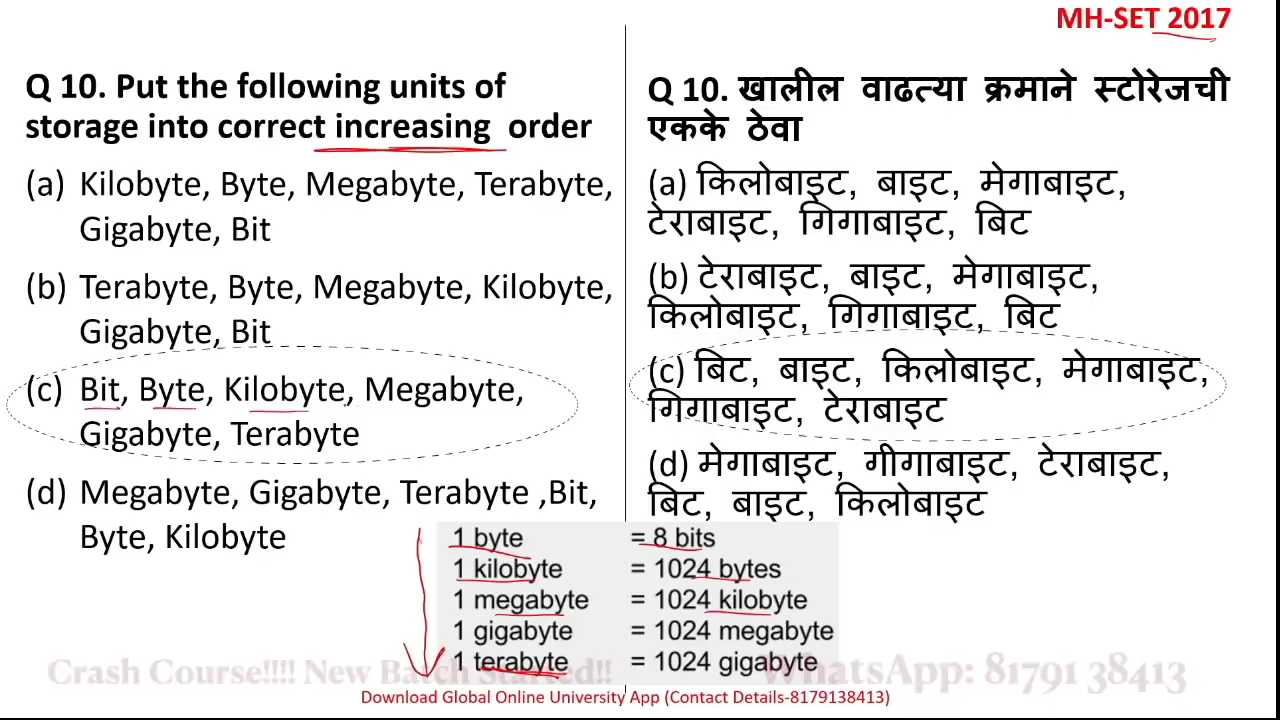 MH-SET 2017
Q 10. Put the following units of
storage into correct increasing order
(a) Kilobyte, Byte, Megabyte, Terabyte,
Gigabyte, Bit
(b) Terabyte, Byte, Megabyte, Kilobyte,
Gigabyte, Bit
(c) Bit, Byte, Kilobyte, Megabyte,
Gigabyte, Terabyte
(d) Megabyte, Gigabyte, Terabyte ,Bit,
Byte, Kilobyte
Q 10. खालील वाढत्या क्रमाने स्टोरेजची
एकके ठेवा
(a) किलोबाइट, बाइट, मेगाबाइट,
टेराबाइट, गिगाबाइट, बिट
(b) टेराबाइट, बाइट, मेगाबाइट,
किलोबाइट, गिगाबाइट, बिट
(c) बिट, बाइट, किलोबाइट, मेगाबाइट,
गिगाबाइट, टेराबाइट
(d) मेगाबाइट, गीगाबाइट, टेराबाइट,
बिट, बाइट, किलोबाइट
1 byte = 8 bits
1 kilobyte = 1024 bytes
1 megabyte = 1024 kilobyte
1 gigabyte = 1024 megabyte
1 terabyte = 1024 gigabyte
Crash Course!!!! New Batch Started!! WhatsApp: 81791 38413
Download Global Online University App (Contact Details-8179138413)